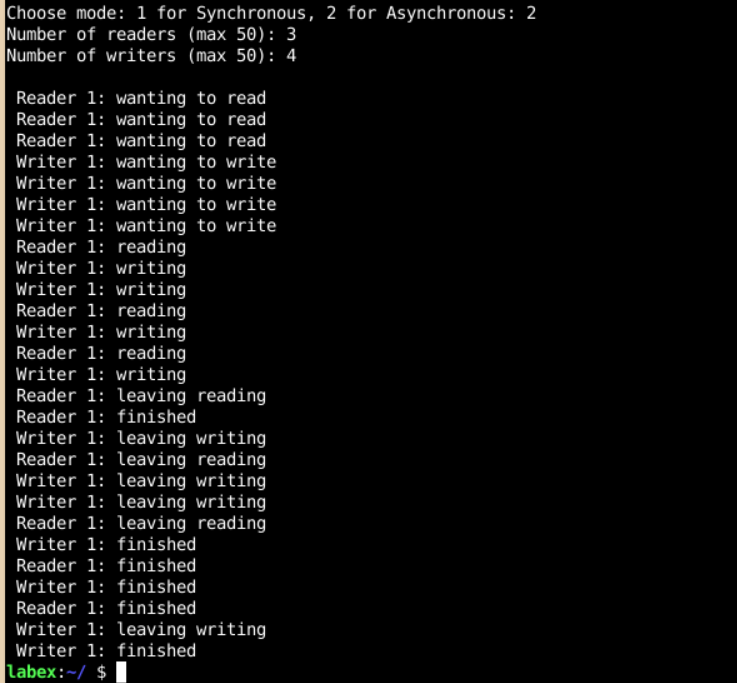 Choose mode: 1 for Synchronous, 2 for Asynchronous: 2
Number of readers (max 50): 3
Number of writers (max 50): 4
Reader 1: wanting to read
Reader 1: wanting to read
Reader 1: wanting to read
Writer 1: wanting to write
Writer 1: wanting to write
Writer 1: wanting to write
Writer 1: wanting to write
Reader 1: reading
Writer 1: writing
Writer 1: writing
Reader 1: reading
Writer 1: writing
Reader 1: reading
Writer 1: writing
Reader 1: leaving reading
Reader 1: finished
Writer 1: leaving writing
Reader 1: leaving reading
Writer 1: leaving writing
Writer 1: leaving writing
Reader 1: leaving reading
Writer 1: finished
Reader 1: finished
Writer 1: finished
Reader 1: finished
Writer 1: leaving writing
Writer 1: finished
labex:~/ $